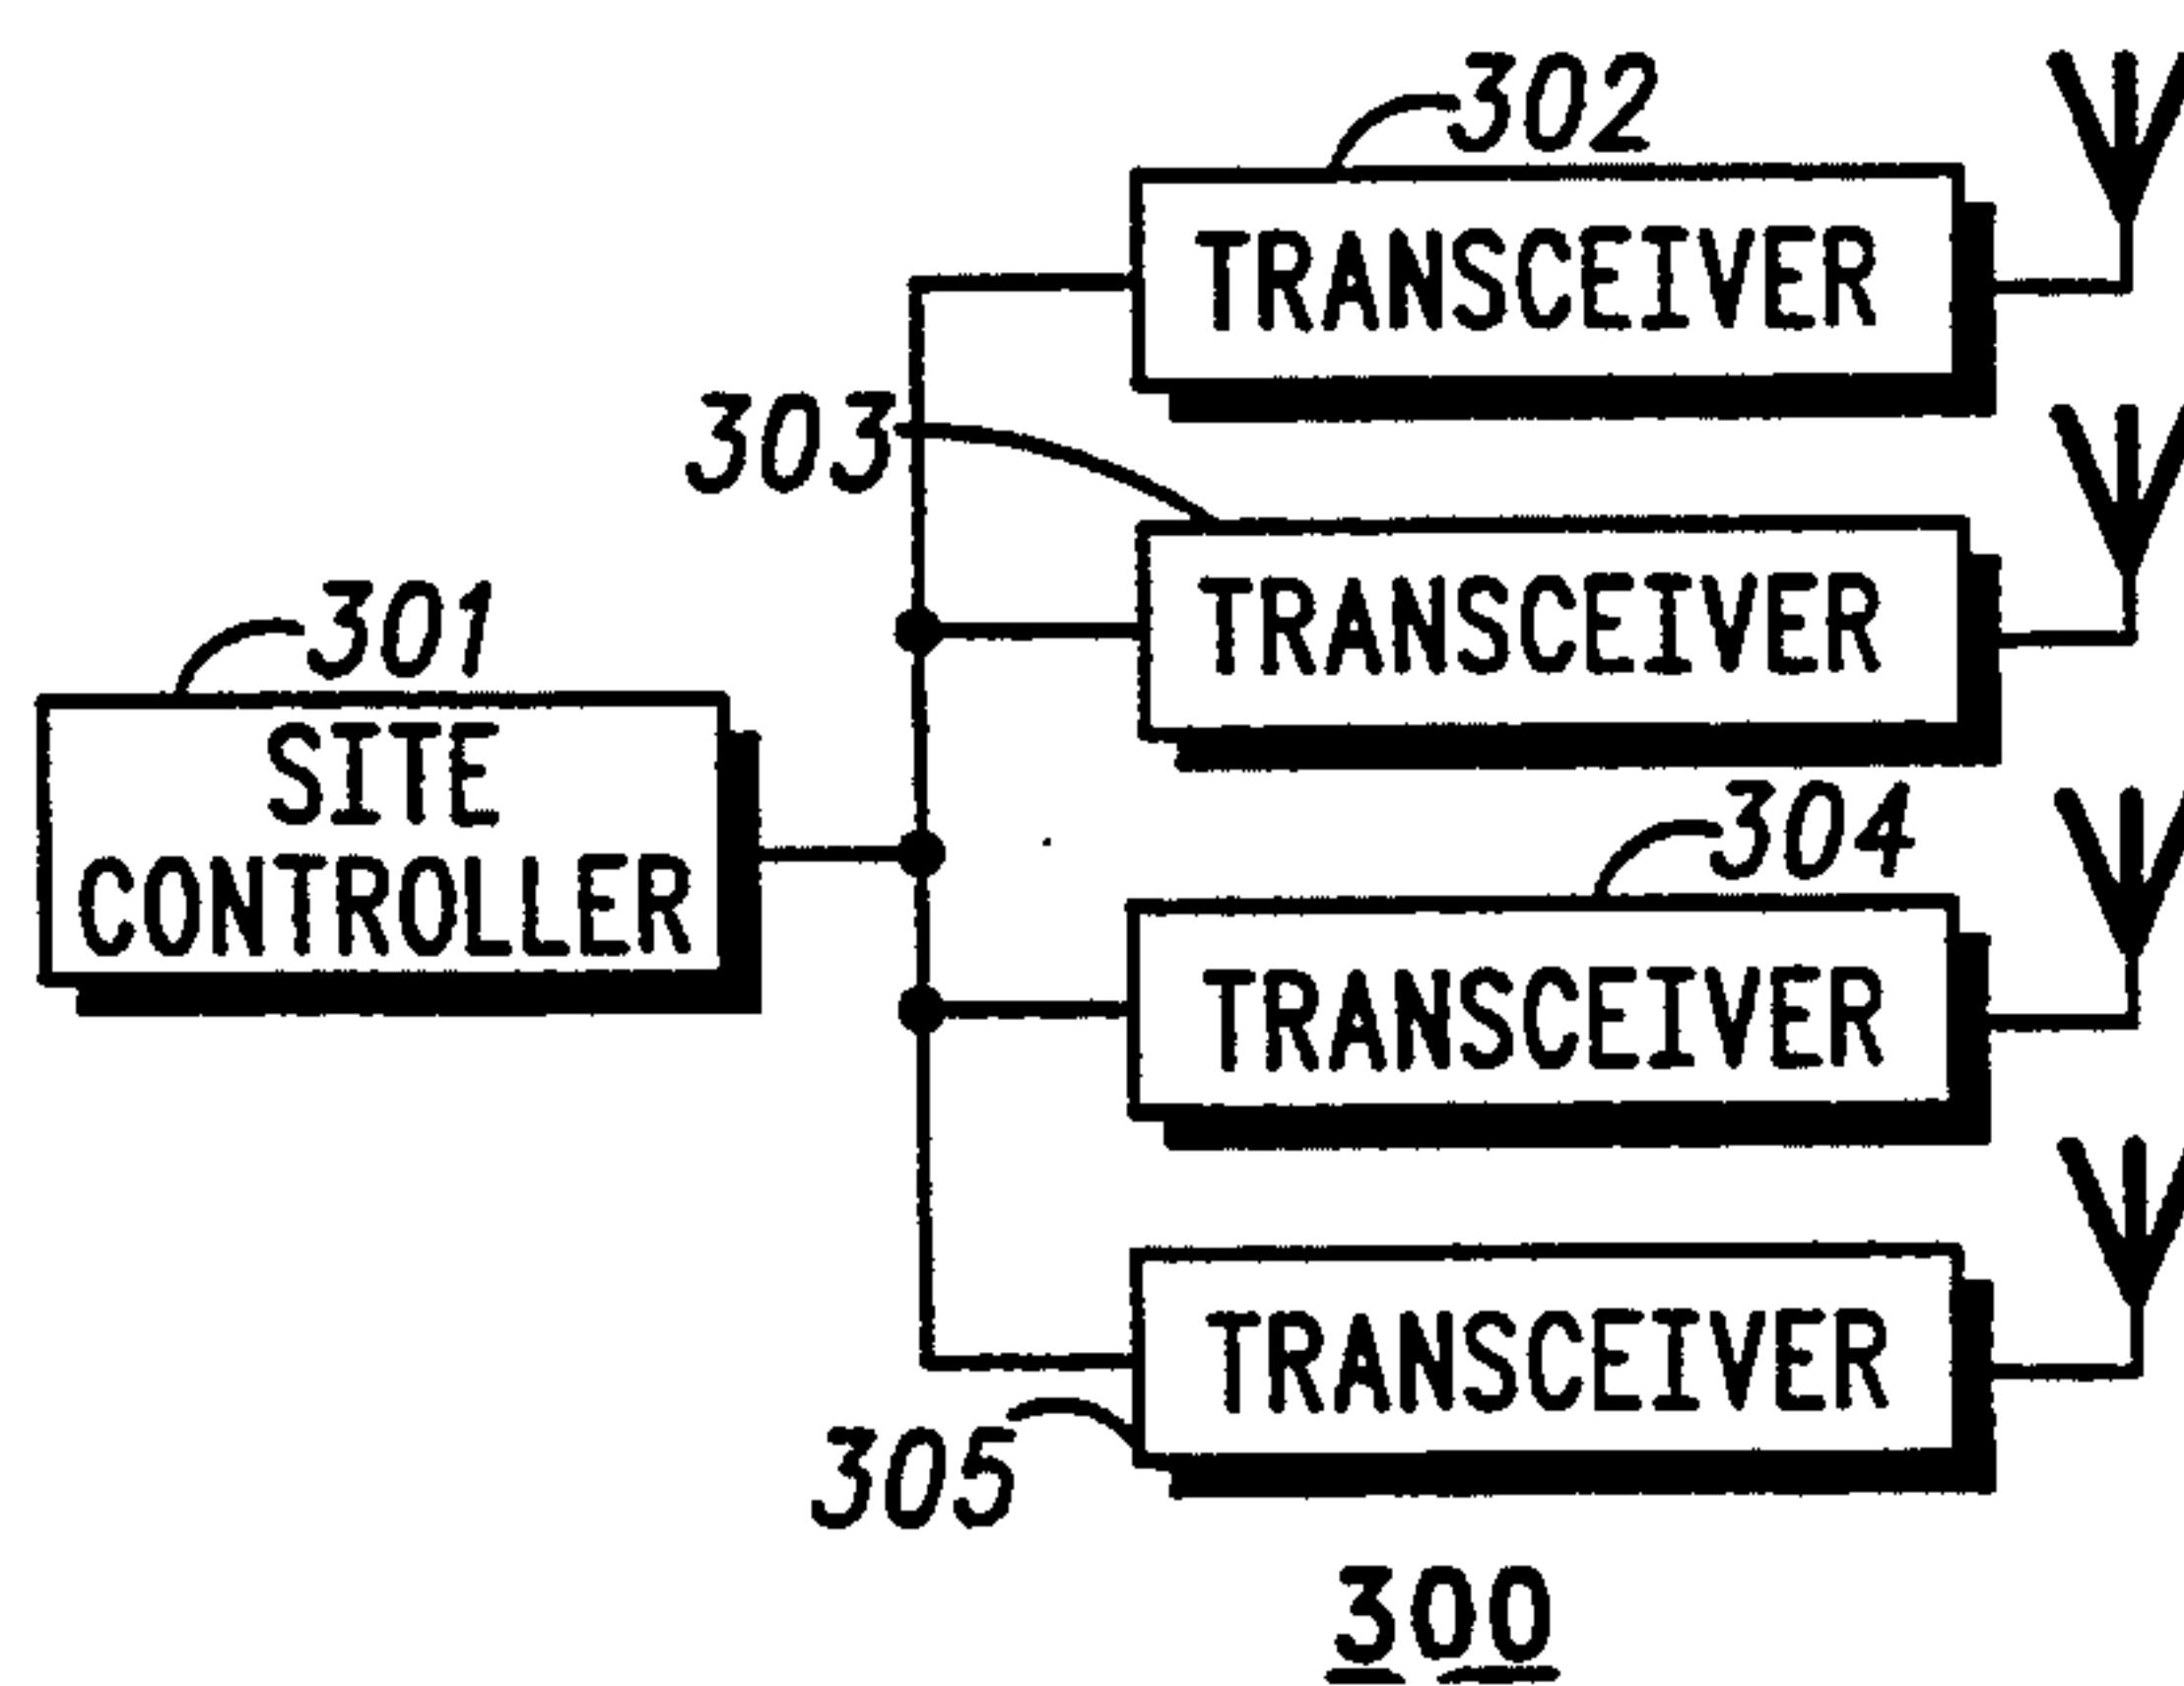 302
TRANSCEIVER
303
TRANSCEIVER
301
SITE
CONTROLLER
304
TRANSCEIVER
TRANSCEIVER
305
300